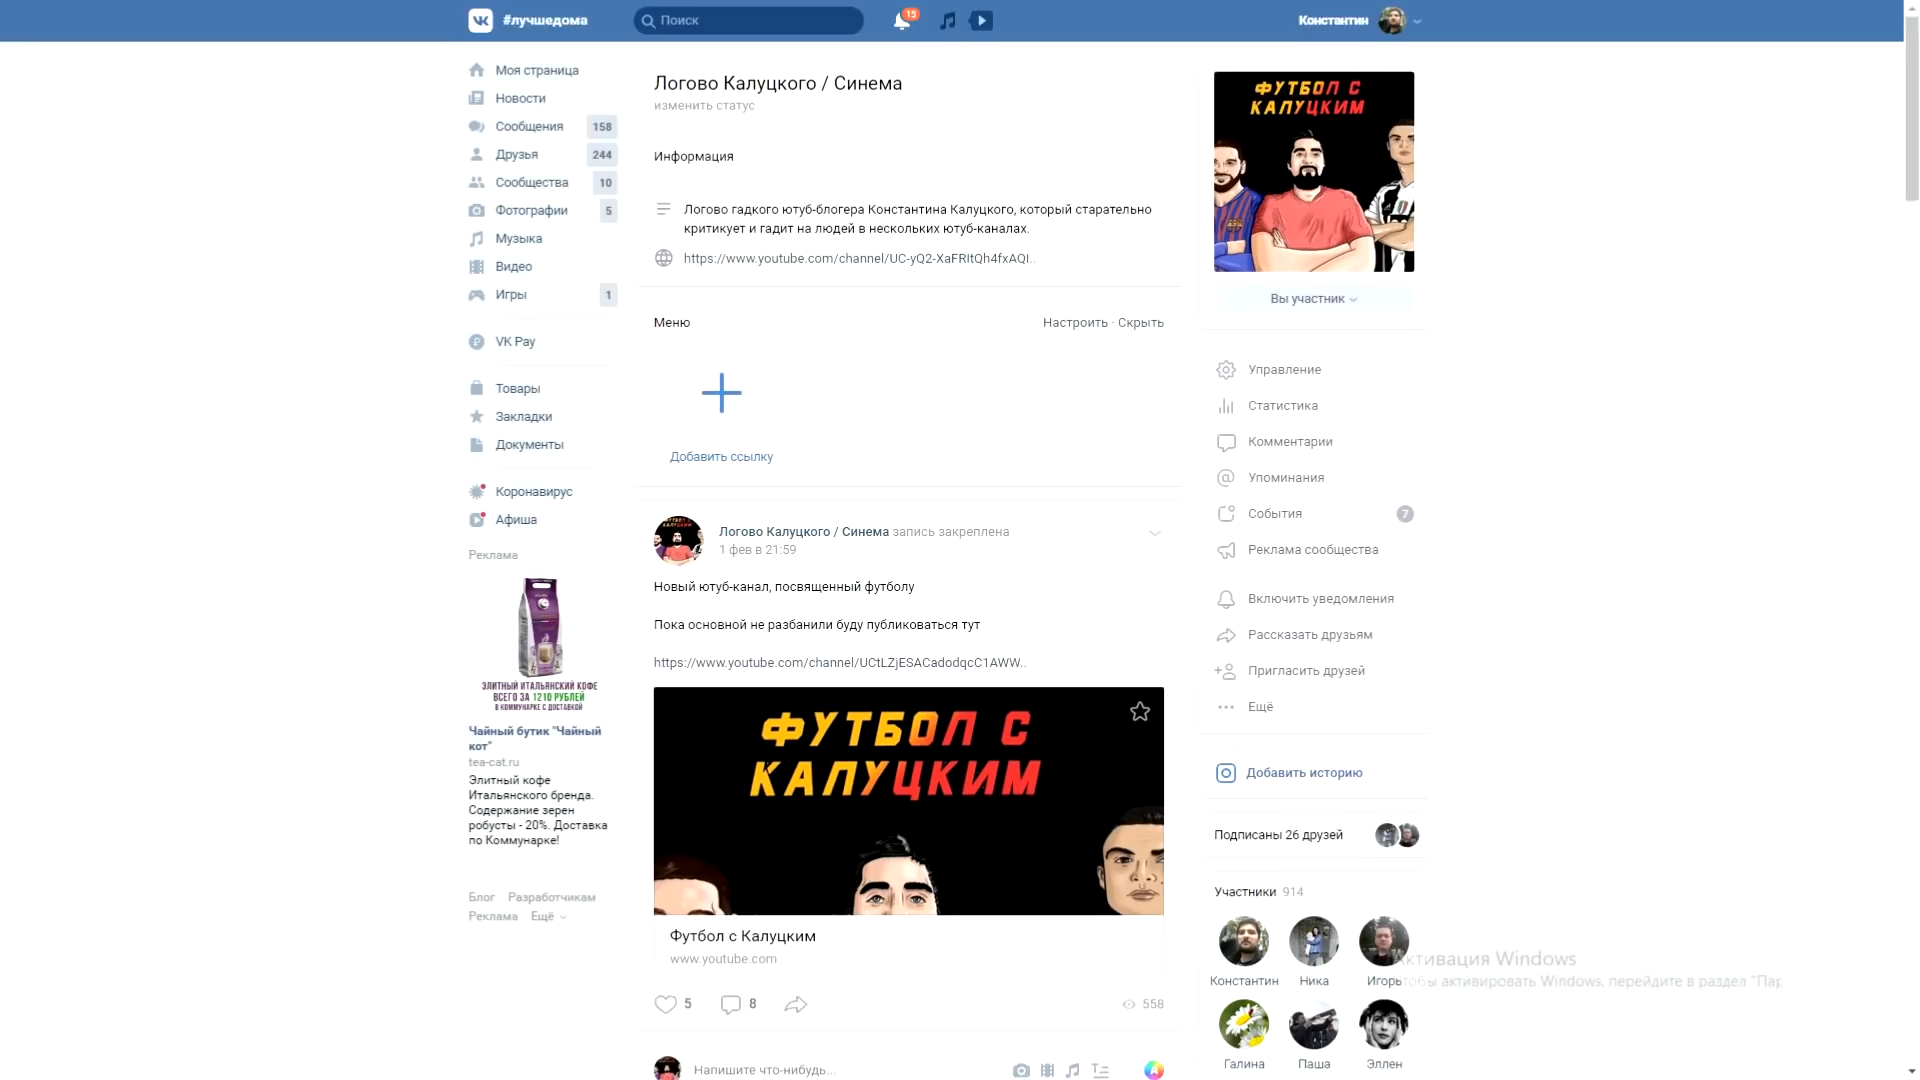 #лучшедома
Поиск
15
Константин
Моя страница
Новости
Сообщения 158
Друзья 244
Сообщества 10
Фотографии 5
Музыка
Видео
Игры 1
VK Pay
Товары
Закладки
Документы
Коронавирус
Афиша
Реклама
ЭЛИТНЫЙ ИТАЛЬЯНСКИЙ КОФЕ
ВСЕГО ЗА 1210 РУБЛЕЙ
В КОММУНАРКЕ С ДОСТАВКОЙ
Чайный бутик "Чайный
кот"
tea-cat.ru
Элитный кофе
Итальянского бренда.
Содержание зерен
робусты - 20%. Доставка
по Коммунарке!
Блог Разработчикам
Реклама Ещё
Логово Калуцкого / Синема
изменить статус
Информация
Логово гадкого ютуб-блогера Константина Калуцкого, который старательно
критикует и гадит на людей в нескольких ютуб-каналах.
https://www.youtube.com/channel/UC-yQ2-XaFRItQh4fxAQI..
Меню
Настроить · Скрыть
Добавить ссылку
Логово Калуцкого / Синема запись закреплена
1 фев в 21:59
Новый ютуб-канал, посвященный футболу
Пока основной не разбанили буду публиковаться тут
https://www.youtube.com/channel/UCtLZjESACadodqcC1AWW..
ФУТБОЛ С
КАЛУЦКИМ
Футбол с Калуцким
www.youtube.com
5 8 558
Напишите что-нибудь...
ФУТБОЛ С
КАЛУЦКИМ
Вы участник
Управление
Статистика
Комментарии
Упоминания
События 7
Реклама сообщества
Включить уведомления
Рассказать друзьям
Пригласить друзей
Ещё
Добавить историю
Подписаны 26 друзей
Участники 914
Константин Ника Игорь
Галина Паша Эллен
Активация Windows
Чтобы активировать Windows, перейдите в раздел "Пар